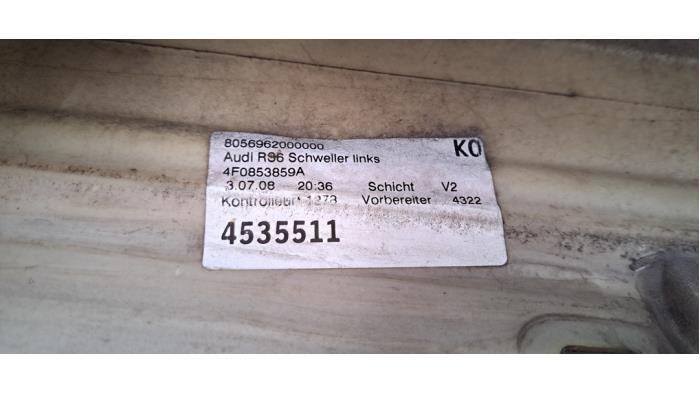 8056962000000 KO
Audi RS6 Schweller links
4F0853859A
3.07.08 20:36 Schicht V2
Vorbereiter 4322
4535511